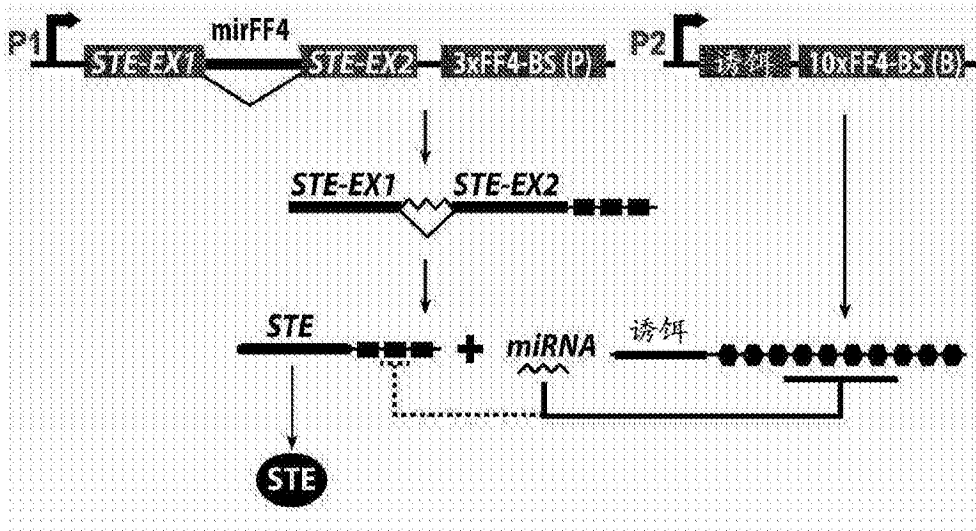 P1
mirFF4
STE-EX1
STE-EX2
3xFF4-BS (P)
P2
诱饵
10xFF4-BS (B)
STE-EX1
STE-EX2
STE
+
miRNA
诱饵
STE